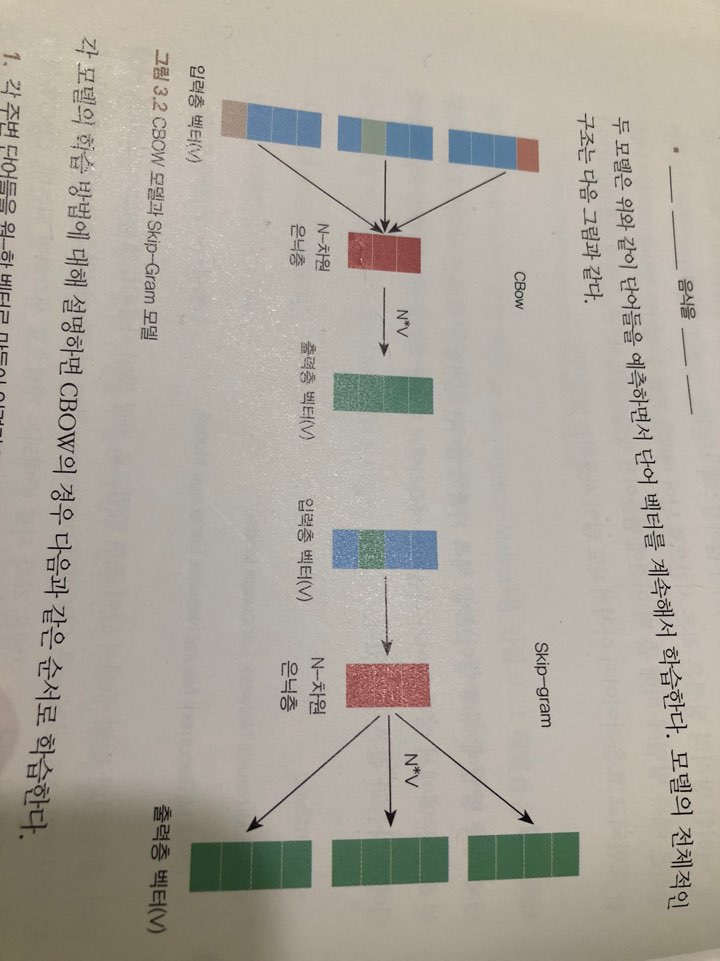 음식을
두 모델은 위와 같이 단어들을 예측하면서 단어 벡터를 계속해서 학습한다. 모델의 전체적인
구조는 다음 그림과 같다.
CBow
Skip-gram
N*V
N*V
N-차원
은닉층
출력층 벡터(V)
입력층 벡터(V)
N-차원
은닉층
입력층 벡터(V)
출력층 벡터(V)
그림 3.2 CBOW 모델과 Skip-Gram 모델
각 모델의 학습 방법에 대해 설명하면 CBOW의 경우 다음과 같은 순서로 학습한다.
1. 각 주변 단어들을 원-핫 벡터로 만들어